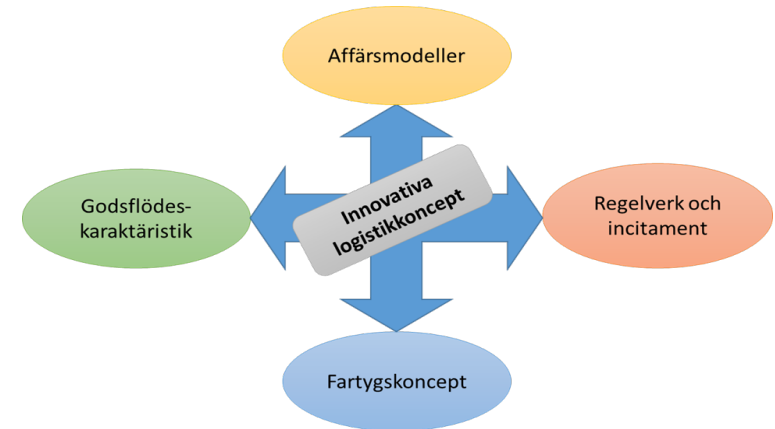 Affärsmodeller
Godsflödes-
karaktäristik
Innovativa
logistikkoncept
Regelverk och
incitament
Fartygskoncept